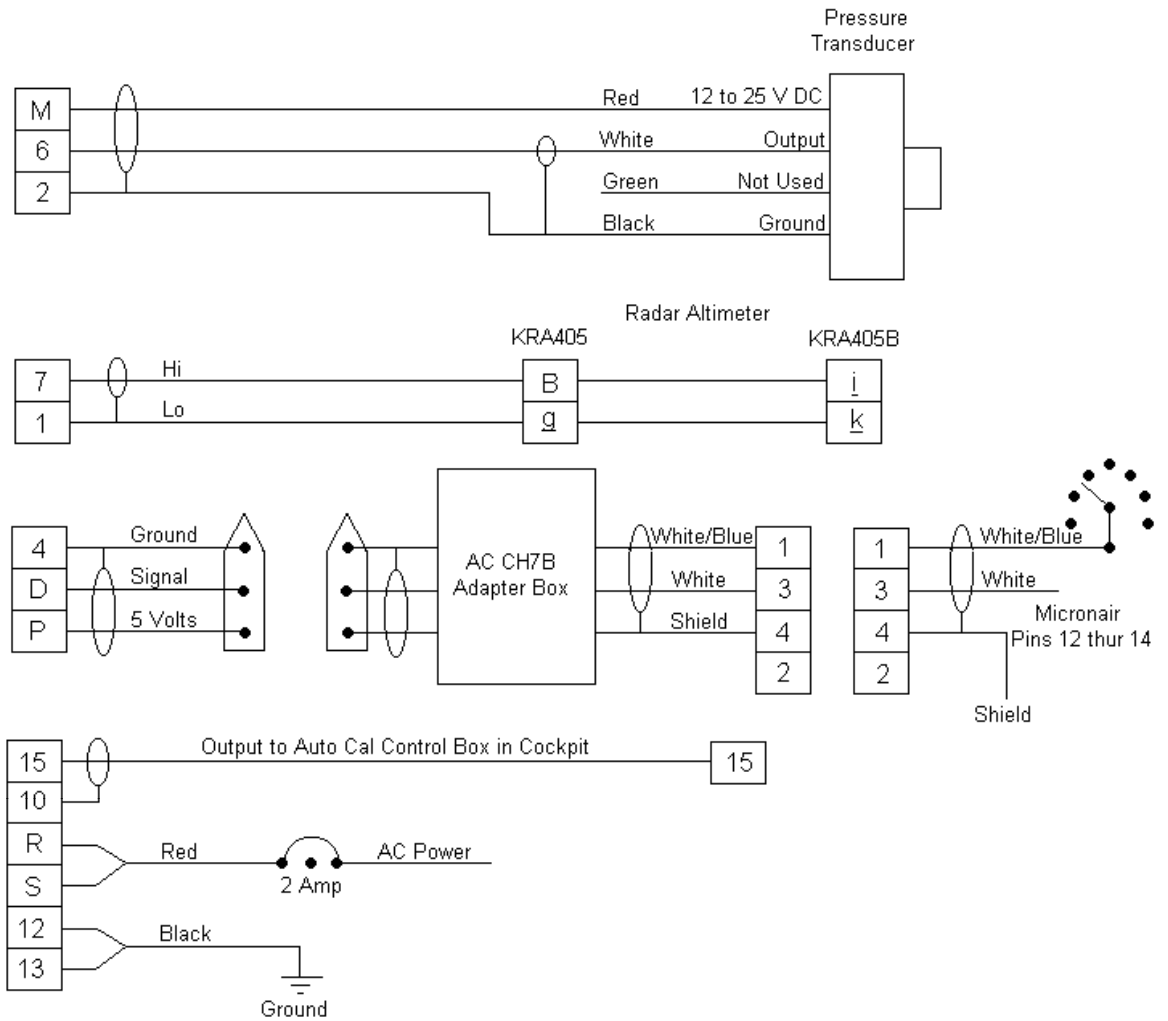 Pressure
Transducer
M
Red 12 to 25 V DC
6
White Output
2
Green Not Used
Black Ground
Radar Altimeter
KRA405 KRA405B
7 Hi B i
1 Lo g k
4 Ground
D Signal
P 5 Volts
AC CH7B
Adapter Box
White/Blue 1
White 3
Shield 4
2
1 White/Blue
3 White
4
2
Micronair
Pins 12 thur 14
Shield
15 Output to Auto Cal Control Box in Cockpit 15
10
R
Red AC Power
S
2 Amp
12
Black
13
Ground